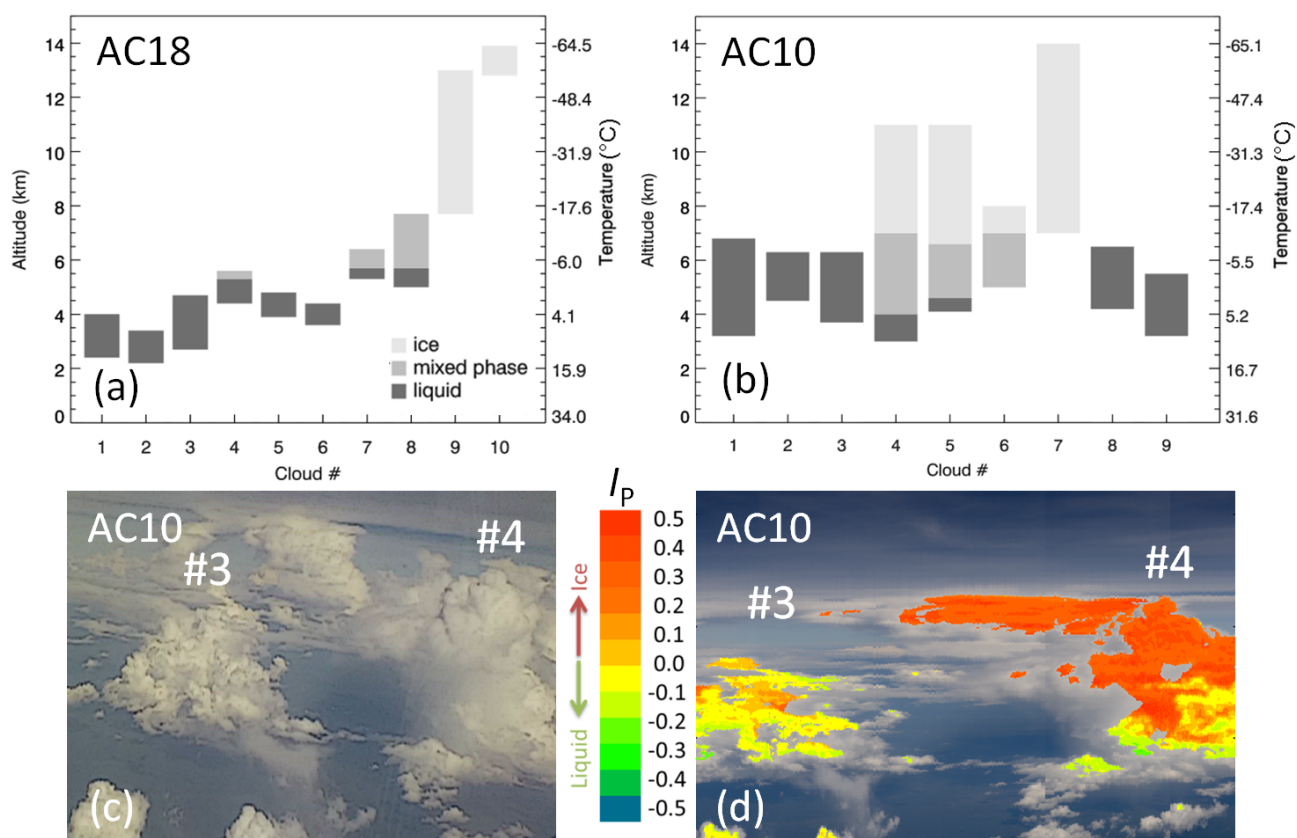 AC18
14
12
10
8
6
4
2
0
Altitude (km)
-64.5
-48.4
-31.9
-17.6
-6.0
4.1
15.9
34.0
Temperature (°C)
ice
mixed phase
liquid
(a)
1 2 3 4 5 6 7 8 9 10
Cloud #
AC10
14
12
10
8
6
4
2
0
Altitude (km)
-65.1
-47.4
-31.3
-17.4
-5.5
5.2
16.7
31.6
Temperature (°C)
(b)
1 2 3 4 5 6 7 8 9
Cloud #
AC10
#3
#4
(c)
IP
0.5
0.4
0.3
0.2
0.1
0.0
-0.1
-0.2
-0.3
-0.4
-0.5
Ice
Liquid
AC10
#3
#4
(d)